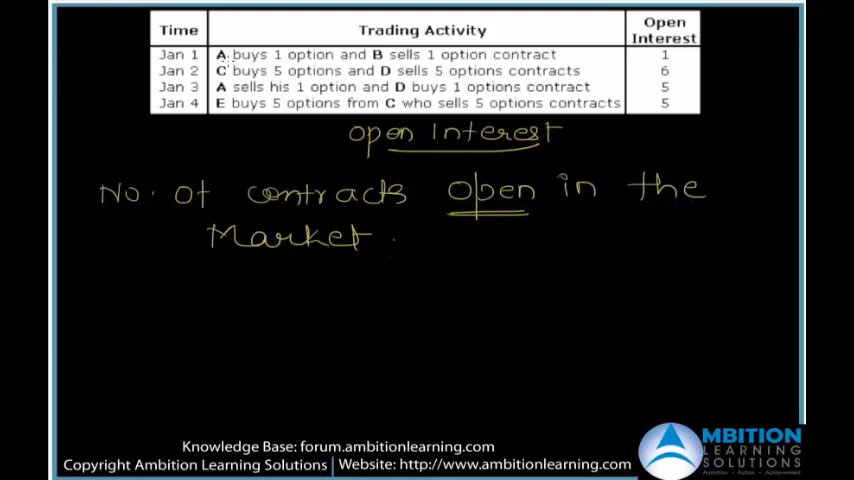 Time Trading Activity Open Interest
Jan 1 A buys 1 option and B sells 1 option contract 1
Jan 2 C buys 5 options and D sells 5 options contracts 6
Jan 3 A sells his 1 option and D buys 1 options contract 5
Jan 4 E buys 5 options from C who sells 5 options contracts 5
open Interest
No. of contracts open in the
Market.
Knowledge Base: forum.ambitionlearning.com
Copyright Ambition Learning Solutions | Website: http://www.ambitionlearning.com
AMBITION
LEARNING
SOLUTIONS
Ambition - Action - Achievement